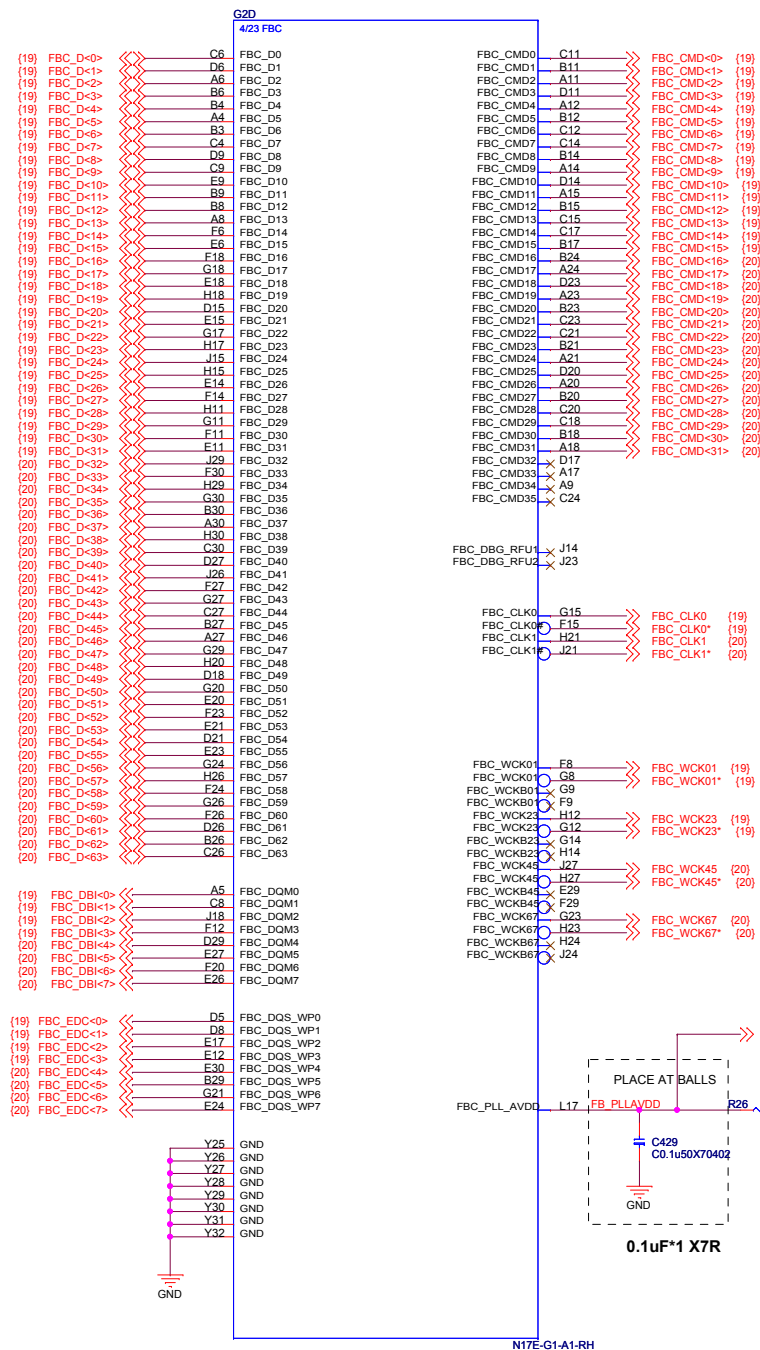 G2D
4/23 FBC
{19} FBC_D<0> C6 FBC_D0 FBC_CMD0 C11 FBC_CMD<0> {19}
{19} FBC_D<1> D6 FBC_D1 FBC_CMD1 B11 FBC_CMD<1> {19}
{19} FBC_D<2> A6 FBC_D2 FBC_CMD2 A11 FBC_CMD<2> {19}
{19} FBC_D<3> B6 FBC_D3 FBC_CMD3 D11 FBC_CMD<3> {19}
{19} FBC_D<4> B4 FBC_D4 FBC_CMD4 A12 FBC_CMD<4> {19}
{19} FBC_D<5> A4 FBC_D5 FBC_CMD5 B12 FBC_CMD<5> {19}
{19} FBC_D<6> B3 FBC_D6 FBC_CMD6 C12 FBC_CMD<6> {19}
{19} FBC_D<7> C4 FBC_D7 FBC_CMD7 C14 FBC_CMD<7> {19}
{19} FBC_D<8> D9 FBC_D8 FBC_CMD8 B14 FBC_CMD<8> {19}
{19} FBC_D<9> C9 FBC_D9 FBC_CMD9 A14 FBC_CMD<9> {19}
{19} FBC_D<10> E9 FBC_D10 FBC_CMD10 D14 FBC_CMD<10> {19}
{19} FBC_D<11> B9 FBC_D11 FBC_CMD11 A15 FBC_CMD<11> {19}
{19} FBC_D<12> B8 FBC_D12 FBC_CMD12 B15 FBC_CMD<12> {19}
{19} FBC_D<13> A8 FBC_D13 FBC_CMD13 C15 FBC_CMD<13> {19}
{19} FBC_D<14> F6 FBC_D14 FBC_CMD14 C17 FBC_CMD<14> {19}
{19} FBC_D<15> E6 FBC_D15 FBC_CMD15 B17 FBC_CMD<15> {19}
{19} FBC_D<16> F18 FBC_D16 FBC_CMD16 B24 FBC_CMD<16> {20}
{19} FBC_D<17> G18 FBC_D17 FBC_CMD17 A24 FBC_CMD<17> {20}
{19} FBC_D<18> E18 FBC_D18 FBC_CMD18 D23 FBC_CMD<18> {20}
{19} FBC_D<19> H18 FBC_D19 FBC_CMD19 A23 FBC_CMD<19> {20}
{19} FBC_D<20> D15 FBC_D20 FBC_CMD20 B23 FBC_CMD<20> {20}
{19} FBC_D<21> E15 FBC_D21 FBC_CMD21 C23 FBC_CMD<21> {20}
{19} FBC_D<22> G17 FBC_D22 FBC_CMD22 C21 FBC_CMD<22> {20}
{19} FBC_D<23> H17 FBC_D23 FBC_CMD23 B21 FBC_CMD<23> {20}
{19} FBC_D<24> J15 FBC_D24 FBC_CMD24 A21 FBC_CMD<24> {20}
{19} FBC_D<25> H15 FBC_D25 FBC_CMD25 D20 FBC_CMD<25> {20}
{19} FBC_D<26> E14 FBC_D26 FBC_CMD26 A20 FBC_CMD<26> {20}
{19} FBC_D<27> F14 FBC_D27 FBC_CMD27 B20 FBC_CMD<27> {20}
{19} FBC_D<28> H11 FBC_D28 FBC_CMD28 C20 FBC_CMD<28> {20}
{19} FBC_D<29> G11 FBC_D29 FBC_CMD29 C18 FBC_CMD<29> {20}
{19} FBC_D<30> F11 FBC_D30 FBC_CMD30 B18 FBC_CMD<30> {20}
{19} FBC_D<31> E11 FBC_D31 FBC_CMD31 A18 FBC_CMD<31> {20}
{20} FBC_D<32> J29 FBC_D32 FBC_CMD32 D17
{20} FBC_D<33> F30 FBC_D33 FBC_CMD33 A17
{20} FBC_D<34> H29 FBC_D34 FBC_CMD34 A9
{20} FBC_D<35> G30 FBC_D35 FBC_CMD35 C24
{20} FBC_D<36> B30 FBC_D36
{20} FBC_D<37> A30 FBC_D37
{20} FBC_D<38> H30 FBC_D38
{20} FBC_D<39> C30 FBC_D39 FBC_DBG_RFU1 J14
{20} FBC_D<40> D27 FBC_D40 FBC_DBG_RFU2 J23
{20} FBC_D<41> J26 FBC_D41
{20} FBC_D<42> F27 FBC_D42
{20} FBC_D<43> G27 FBC_D43
{20} FBC_D<44> C27 FBC_D44 FBC_CLK0 G15 FBC_CLK0 {19}
{20} FBC_D<45> B27 FBC_D45 FBC_CLK0# F15 FBC_CLK0* {19}
{20} FBC_D<46> A27 FBC_D46 FBC_CLK1 H21 FBC_CLK1 {20}
{20} FBC_D<47> G29 FBC_D47 FBC_CLK1# J21 FBC_CLK1* {20}
{20} FBC_D<48> H20 FBC_D48
{20} FBC_D<49> D18 FBC_D49
{20} FBC_D<50> G20 FBC_D50
{20} FBC_D<51> E20 FBC_D51
{20} FBC_D<52> F23 FBC_D52
{20} FBC_D<53> E21 FBC_D53
{20} FBC_D<54> D21 FBC_D54
{20} FBC_D<55> E23 FBC_D55
{20} FBC_D<56> G24 FBC_D56 FBC_WCK01 F8 FBC_WCK01 {19}
{20} FBC_D<57> H26 FBC_D57 FBC_WCK01 G8 FBC_WCK01* {19}
{20} FBC_D<58> F24 FBC_D58 FBC_WCKB01 G9
{20} FBC_D<59> G26 FBC_D59 FBC_WCKB01 F9
{20} FBC_D<60> F26 FBC_D60 FBC_WCK23 H12 FBC_WCK23 {19}
{20} FBC_D<61> D26 FBC_D61 FBC_WCK23 G12 FBC_WCK23* {19}
{20} FBC_D<62> B26 FBC_D62 FBC_WCKB23 G14
{20} FBC_D<63> C26 FBC_D63 FBC_WCKB23 H14
FBC_WCK45 J27 FBC_WCK45 {20}
FBC_WCK45 H27 FBC_WCK45* {20}
{19} FBC_DBI<0> A5 FBC_DQM0 FBC_WCKB45 E29
{19} FBC_DBI<1> C8 FBC_DQM1 FBC_WCKB45 F29
{19} FBC_DBI<2> J18 FBC_DQM2 FBC_WCK67 G23 FBC_WCK67 {20}
{19} FBC_DBI<3> F12 FBC_DQM3 FBC_WCK67 H23 FBC_WCK67* {20}
{20} FBC_DBI<4> D29 FBC_DQM4 FBC_WCKB67 H24
{20} FBC_DBI<5> E27 FBC_DQM5 FBC_WCKB67 J24
{20} FBC_DBI<6> F20 FBC_DQM6
{20} FBC_DBI<7> E26 FBC_DQM7
{19} FBC_EDC<0> D5 FBC_DQS_WP0
{19} FBC_EDC<1> D8 FBC_DQS_WP1
{19} FBC_EDC<2> E17 FBC_DQS_WP2
{19} FBC_EDC<3> E12 FBC_DQS_WP3
{20} FBC_EDC<4> E30 FBC_DQS_WP4
{20} FBC_EDC<5> B29 FBC_DQS_WP5 PLACE AT BALLS
{20} FBC_EDC<6> G21 FBC_DQS_WP6
{20} FBC_EDC<7> E24 FBC_DQS_WP7 FBC_PLL_AVDD L17 FB_PLLAVDD R26
Y25 GND C429
Y26 GND C0.1u50X70402
Y27 GND
Y28 GND
Y29 GND GND
Y30 GND
Y31 GND
Y32 GND
0.1uF*1 X7R
GND
N17E-G1-A1-RH